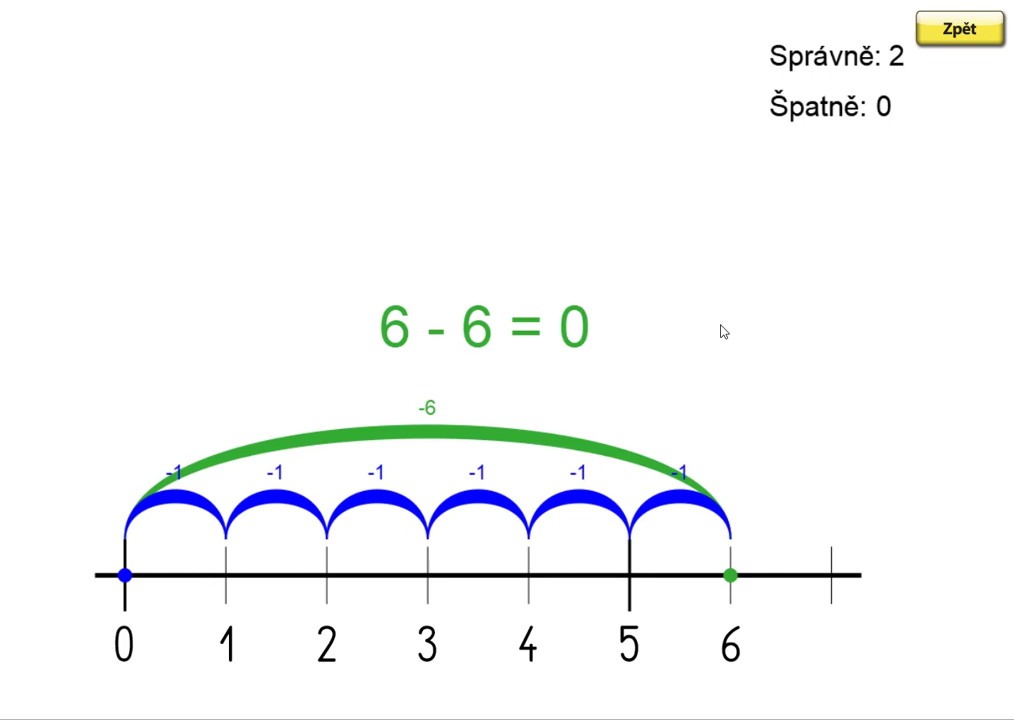 Zpět
Správně: 2
Špatně: 0
6 - 6 = 0
-6
-1 -1 -1 -1 -1 -1
0 1 2 3 4 5 6